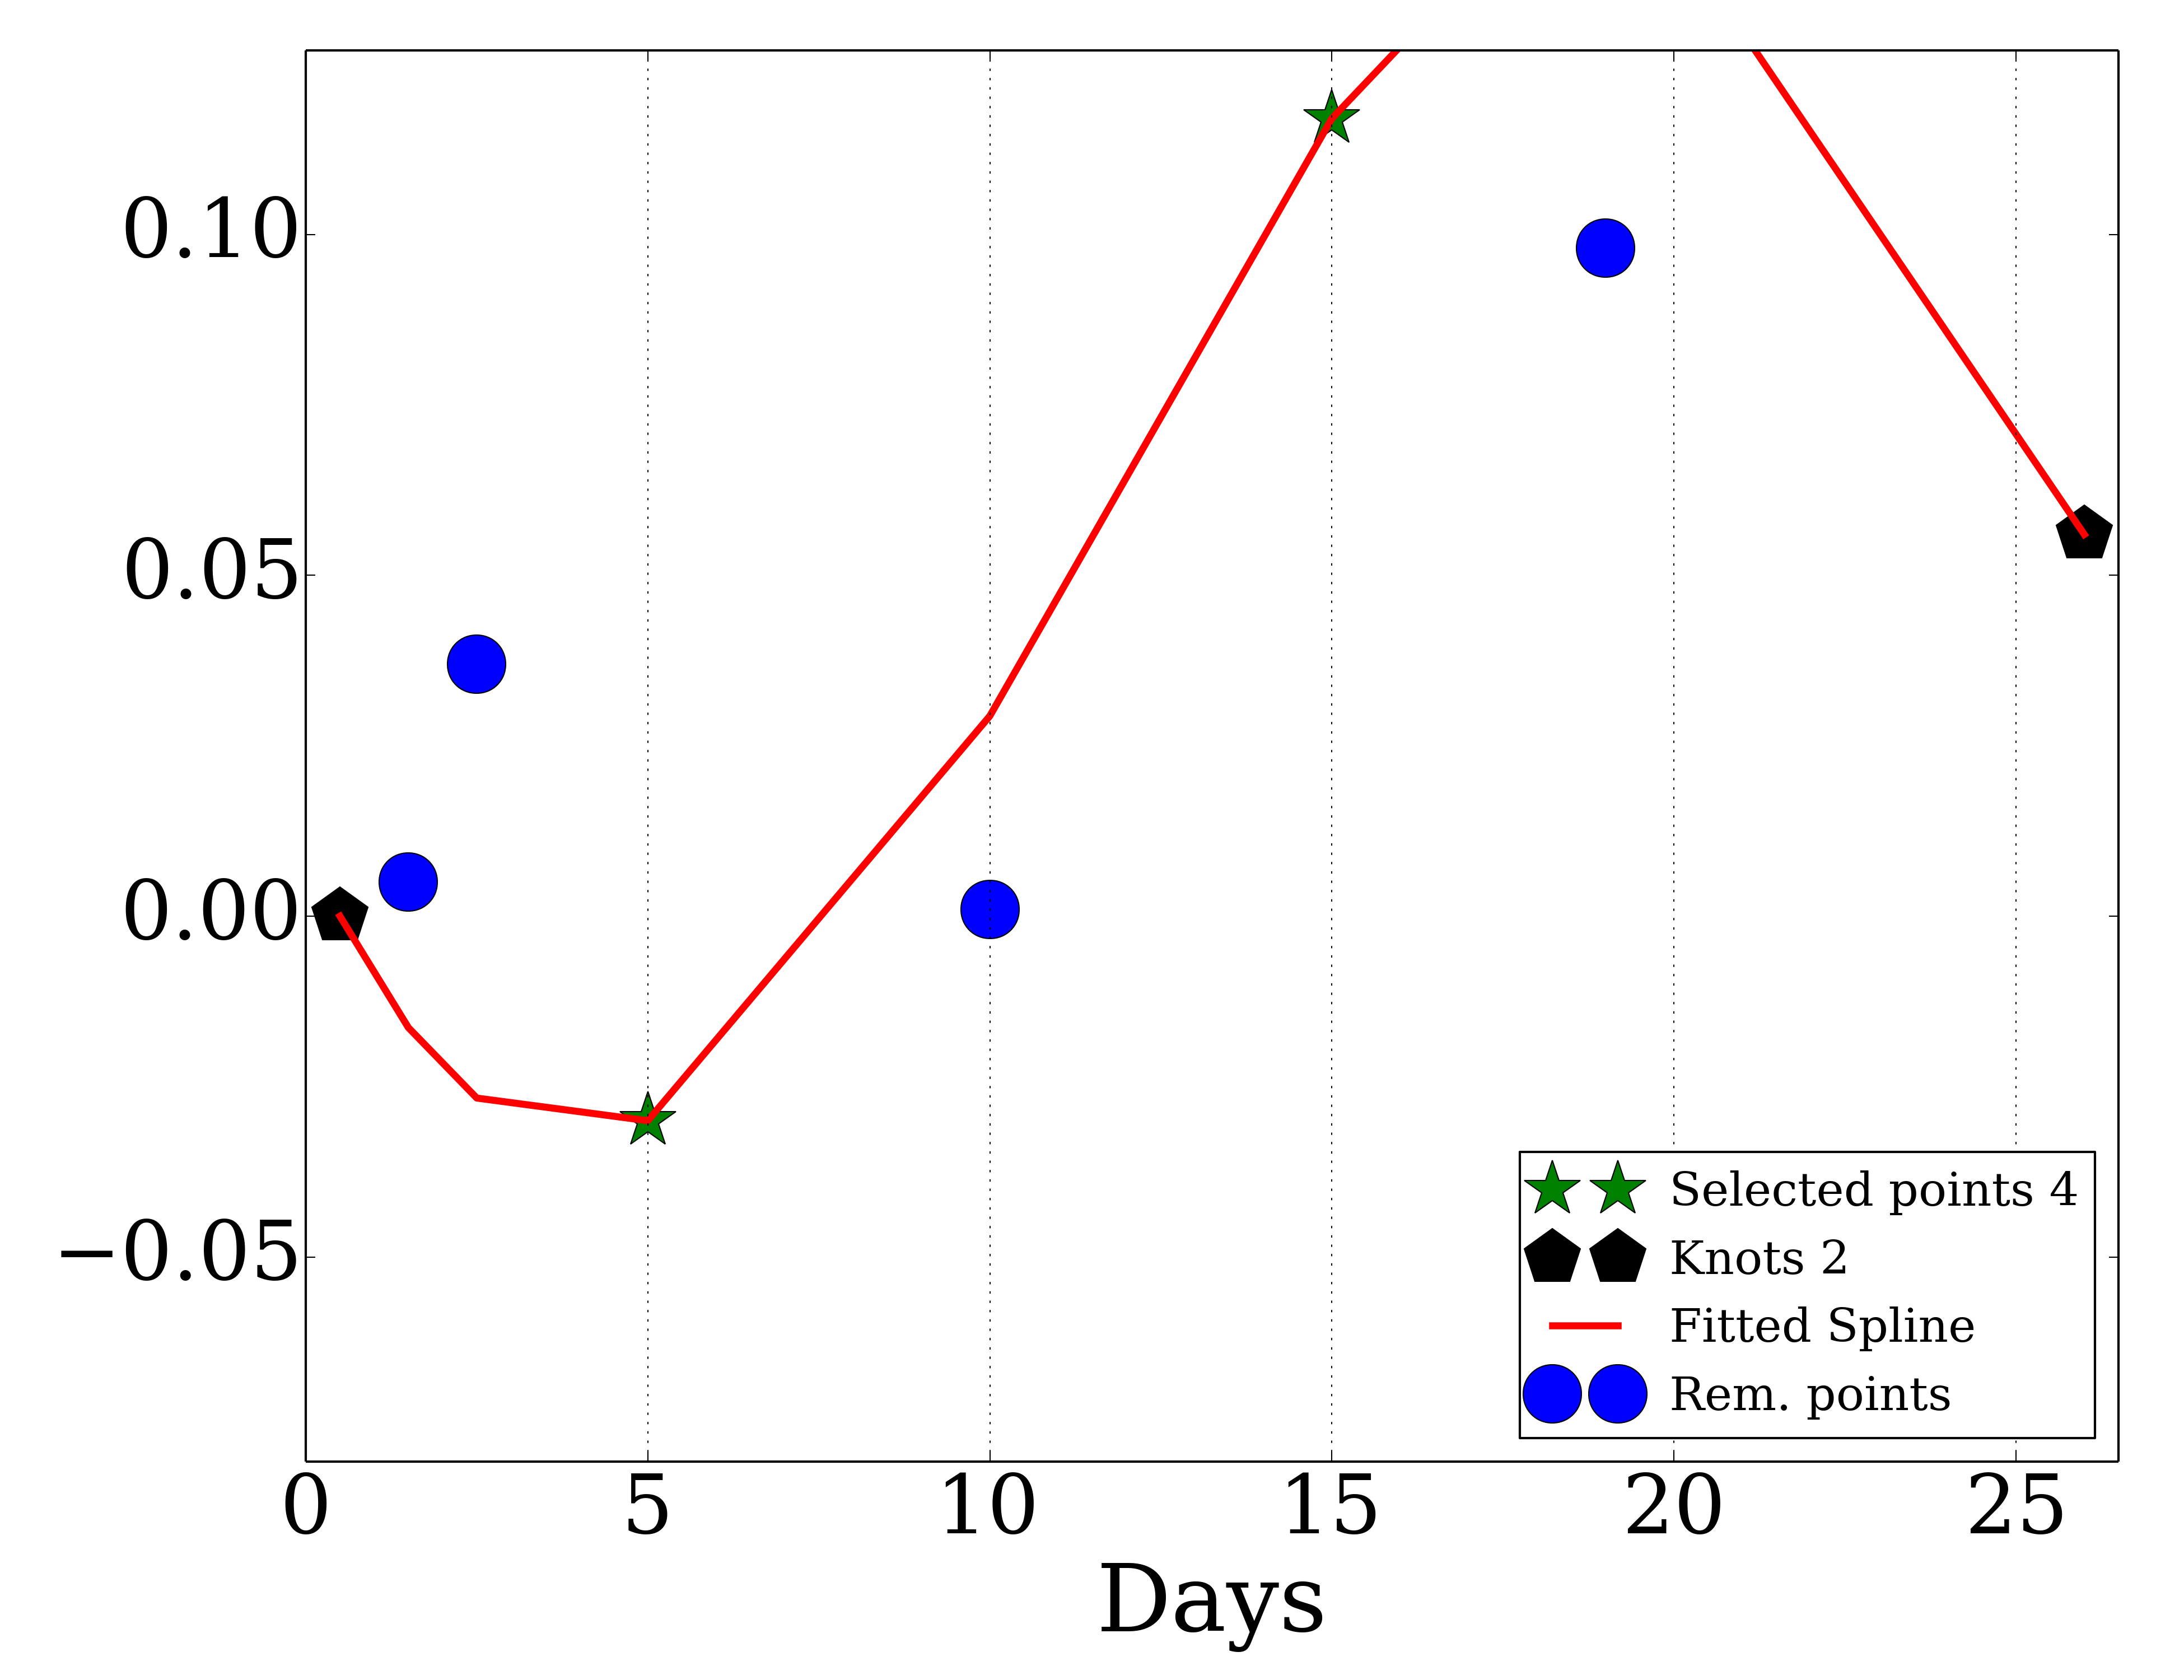 0.10
0.05
0.00
−0.05
Selected points 4
Knots 2
Fitted Spline
Rem. points
0 5 10 15 20 25
Days